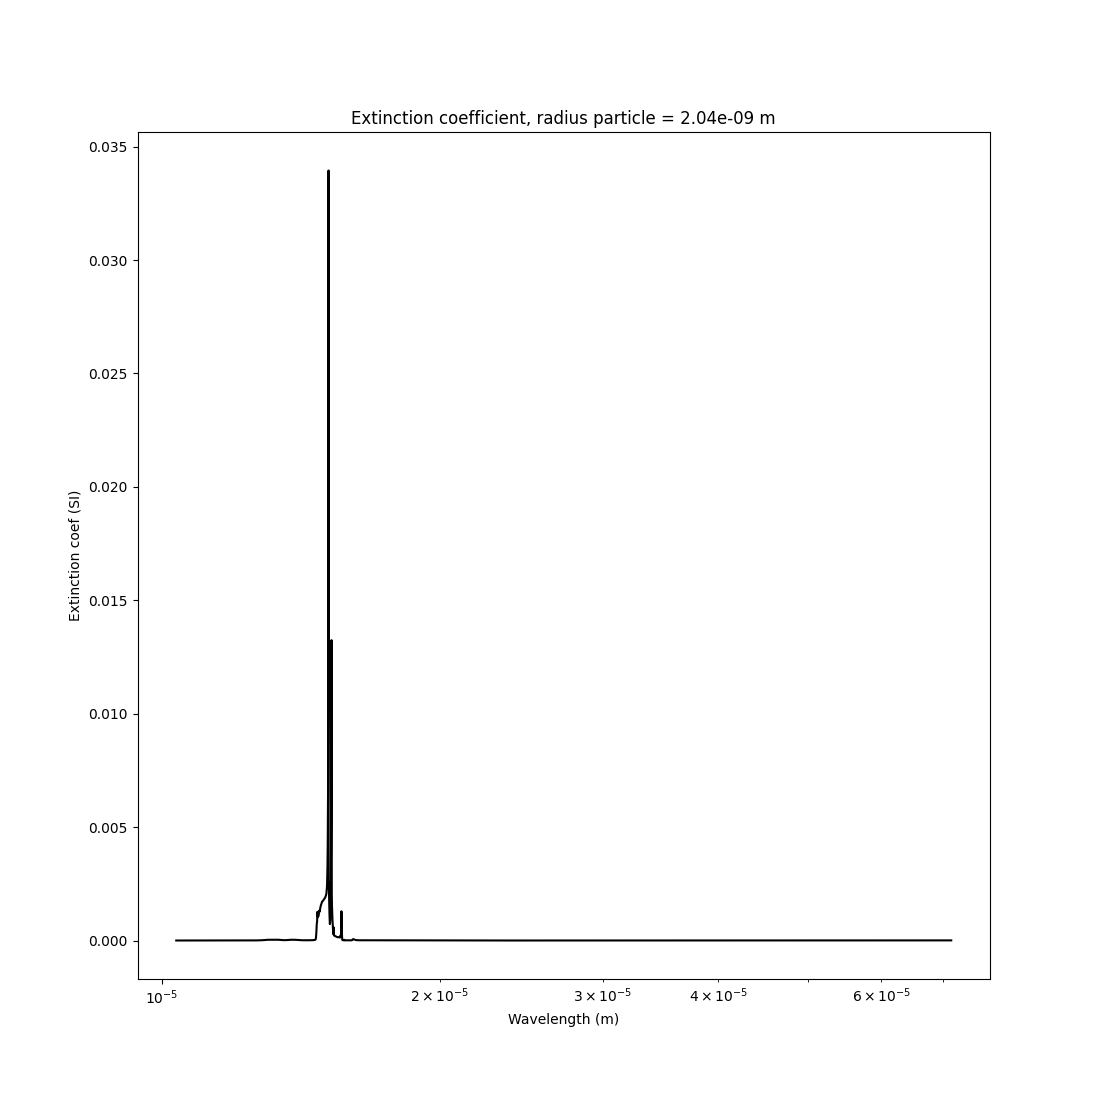 Extinction coefficient, radius particle = 2.04e-09 m
0.035
0.030
0.025
0.020
0.015
0.010
0.005
0.000
Extinction coef (SI)
10⁻⁵
2 × 10⁻⁵
3 × 10⁻⁵
4 × 10⁻⁵
6 × 10⁻⁵
Wavelength (m)